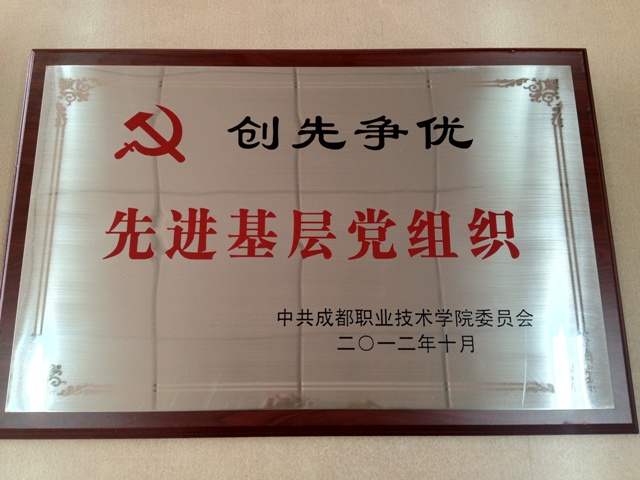 创先争优
先进基层党组织
中共成都职业技术学院委员会
二〇一二年十月